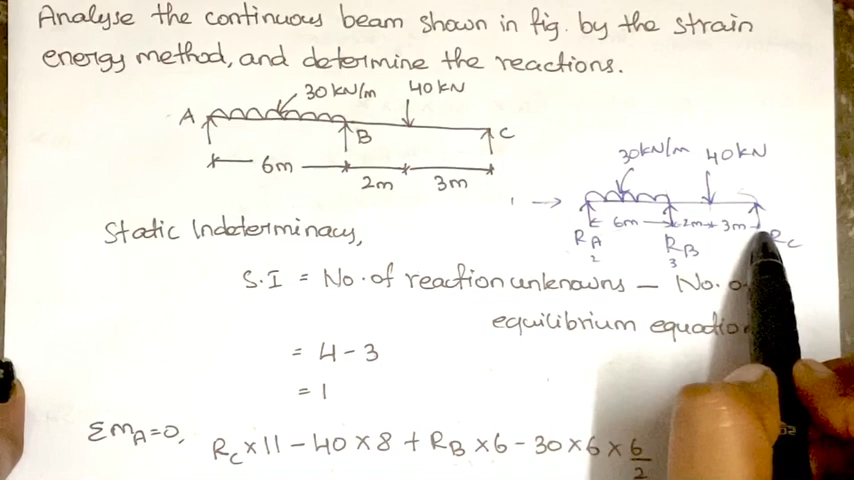 Analyse the continuous beam shown in fig. by the strain
energy method, and determine the reactions.
30 kN/m 40 kN
A B C
6m 2m 3m
30kN/m 40kN
6m 2m 3m
RA RB RC
2 3
Static Indeterminacy,
S.I = No. of reaction unknowns — No. o
equilibrium equatio
= 4 - 3
= 1
ΣMA=0, RC×11 - 40×8 + RB×6 - 30×6×6/2